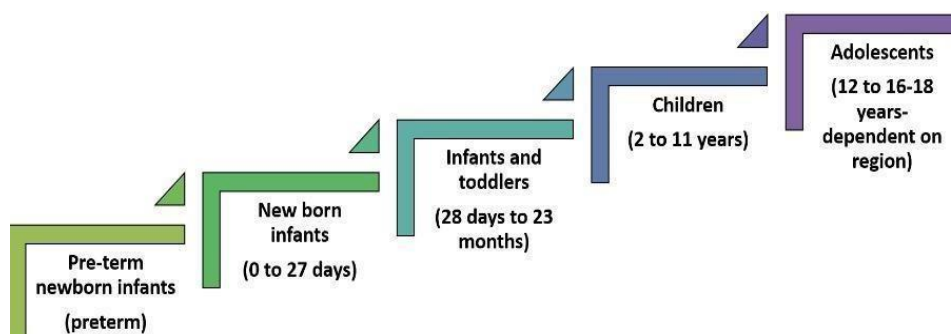 Pre-term
newborn infants
(preterm)
New born
infants
(0 to 27 days)
Infants and
toddlers
(28 days to 23
months)
Children
(2 to 11 years)
Adolescents
(12 to 16-18
years-
dependent on
region)